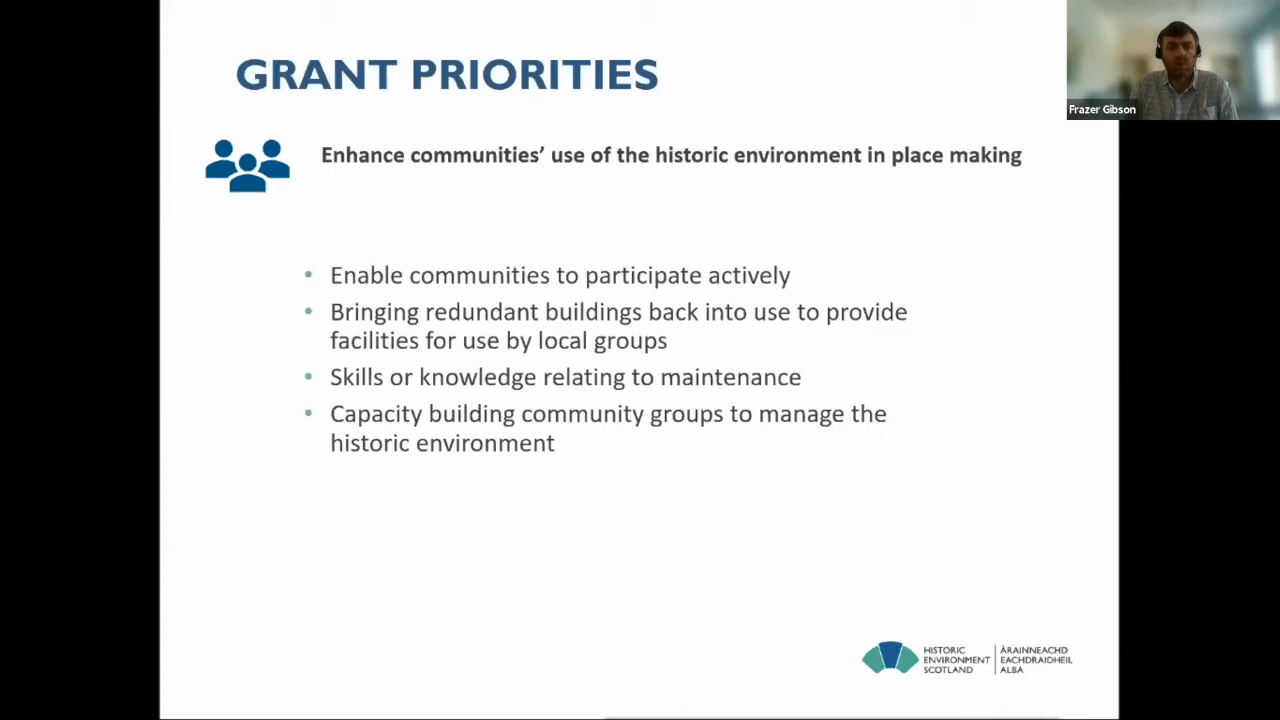 GRANT PRIORITIES
Frazer Gibson
Enhance communities’ use of the historic environment in place making
• Enable communities to participate actively
• Bringing redundant buildings back into use to provide
facilities for use by local groups
• Skills or knowledge relating to maintenance
• Capacity building community groups to manage the
historic environment
HISTORIC
ENVIRONMENT
SCOTLAND
ÀRAINNEACHD
EACHDRAIDHEIL
ALBA